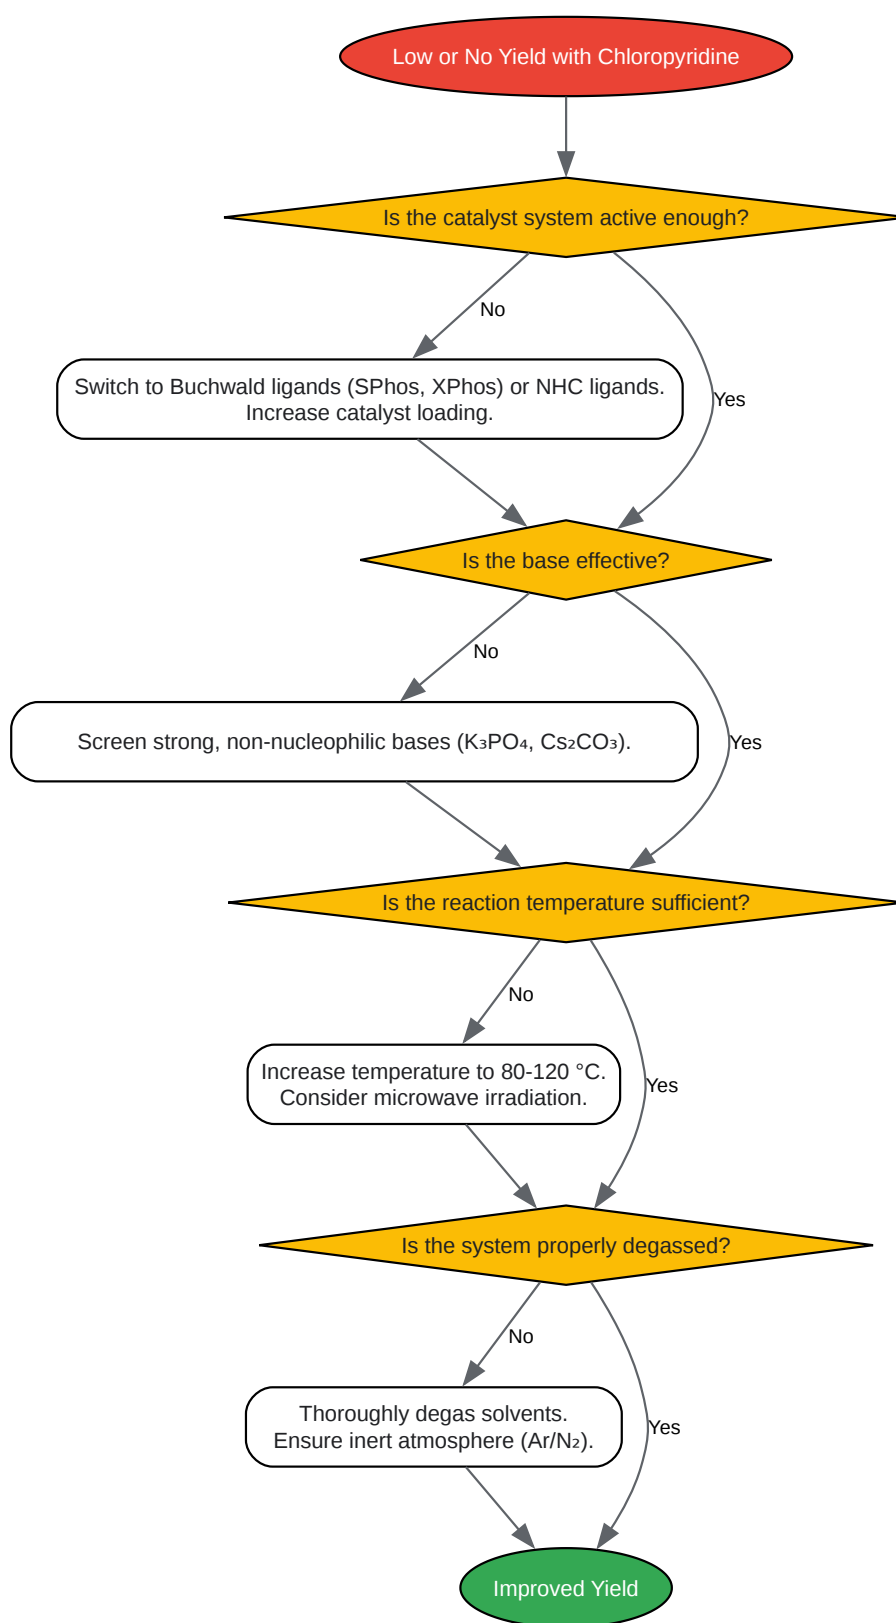 Low or No Yield with Chloropyridine
Is the catalyst system active enough?
No
Switch to Buchwald ligands (SPhos, XPhos) or NHC ligands.
Increase catalyst loading.
Yes
Is the base effective?
No
Screen strong, non-nucleophilic bases (K₃PO₄, Cs₂CO₃).
Yes
Is the reaction temperature sufficient?
No
Increase temperature to 80-120 °C.
Consider microwave irradiation.
Yes
Is the system properly degassed?
No
Thoroughly degas solvents.
Ensure inert atmosphere (Ar/N₂).
Yes
Improved Yield